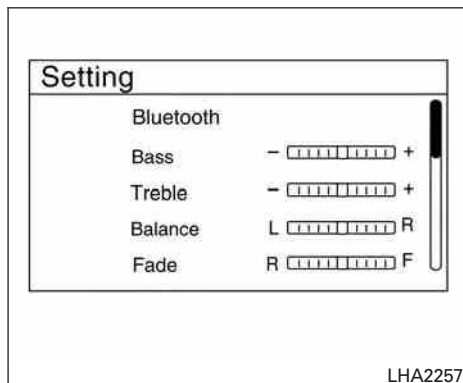 Setting
Bluetooth
Bass - +
Treble - +
Balance L R
Fade R F
LHA2257